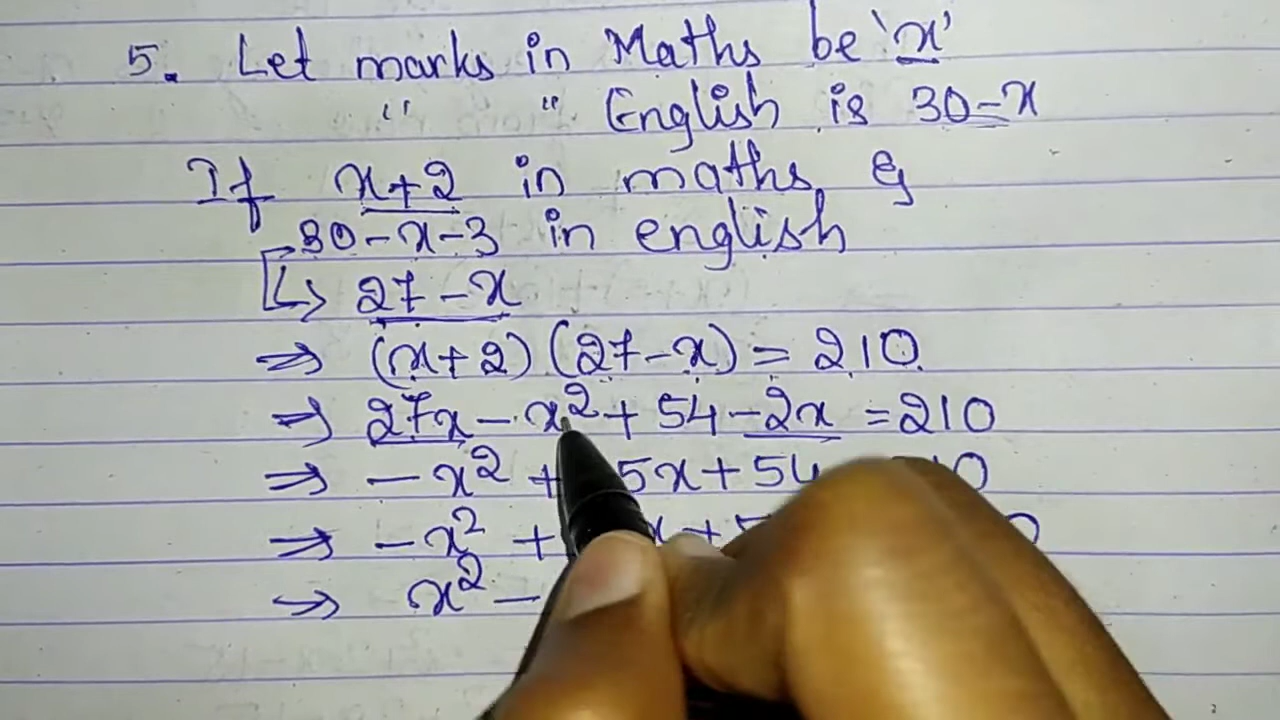 5. Let marks in Maths be 'x'
" " English is 30-x
If x+2 in maths &
30-x-3 in english
↳ 27-x
⇒ (x+2)(27-x) = 210
⇒ 27x - x² + 54 - 2x = 210
⇒ -x² + 5x + 54 10
⇒ -x² + x +
⇒ x² -